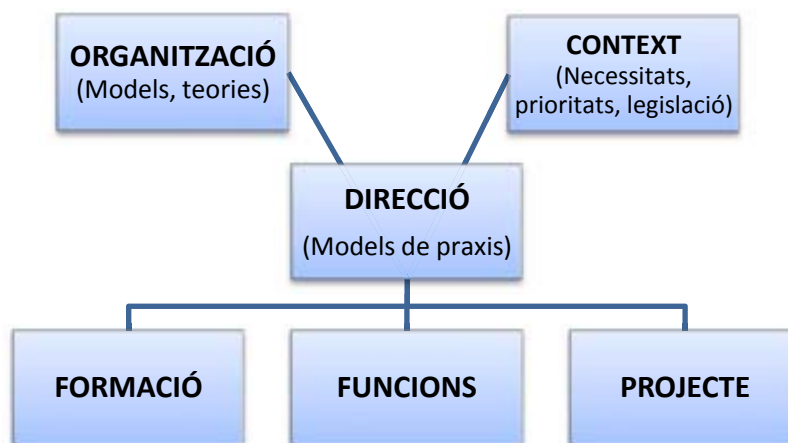 ORGANITZACIÓ
(Models, teories)
CONTEXT
(Necessitats,
prioritats, legislació)
DIRECCIÓ
(Models de praxis)
FORMACIÓ
FUNCIONS
PROJECTE